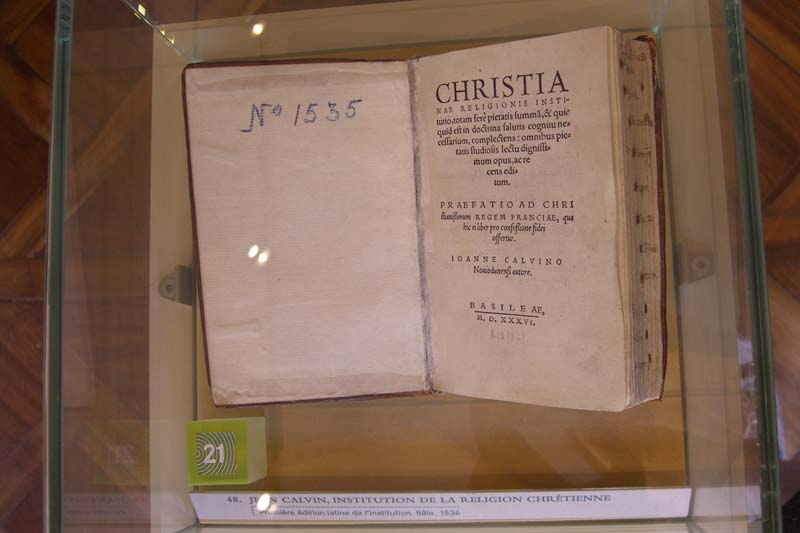 Nº 1535
CHRISTIA
NAE RELIGIONIS INSTI-
tutio, totam ferè pietatis summã, & quic
quid est in doctrina salutis cognitu ne-
cessarium, complectens: omnibus pie-
tatis studiosis lectu dignissi-
mum opus, ac re
cens edi-
tum.
PRAEFATIO AD CHRI
stianissimum REGEM FRANCIAE, qua
hic ei liber pro confessione fidei
offertur.
IOANNE CALVINO
Nouiodunensi autore.
BASILEAE,
M. D. XXXVI.
21
48. JEAN CALVIN, INSTITUTION DE LA RELIGION CHRÉTIENNE
Première édition latine de l'Institution. Bâle, 1536